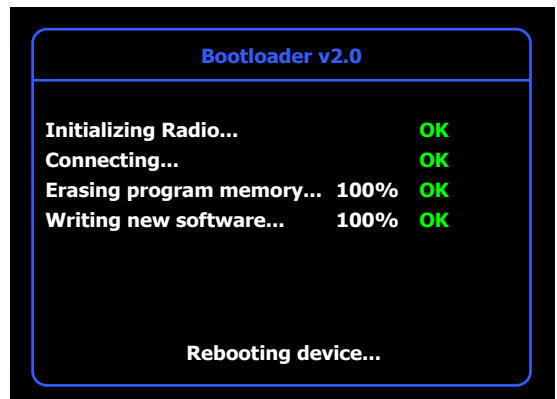 Bootloader v2.0
Initializing Radio... OK
Connecting... OK
Erasing program memory... 100% OK
Writing new software... 100% OK
Rebooting device...